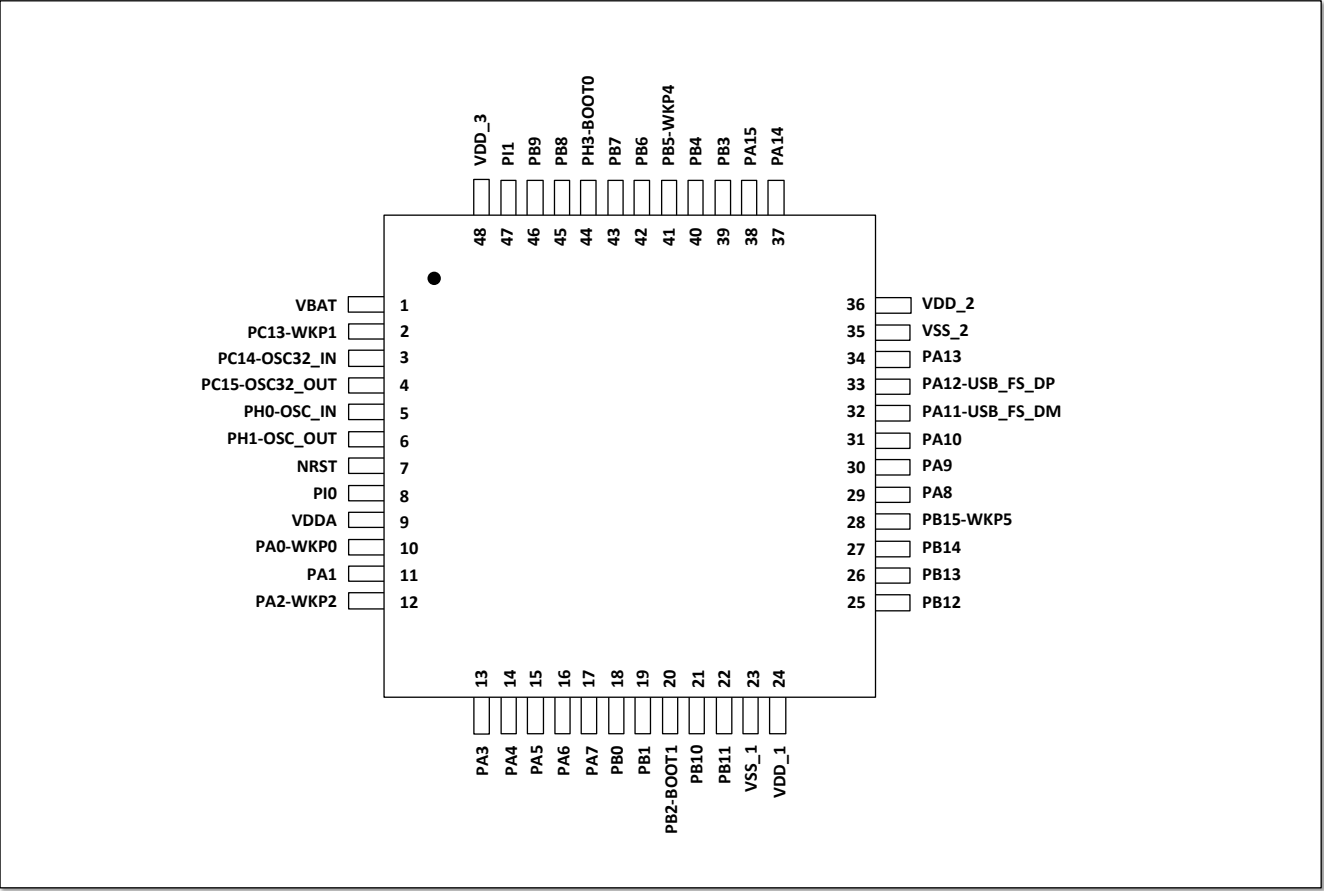 VDD_3
PI1
PB9
PB8
PH3-BOOT0
PB7
PB6
PB5-WKP4
PB4
PB3
PA15
PA14
48
47
46
45
44
43
42
41
40
39
38
37
VBAT 1
PC13-WKP1 2
PC14-OSC32_IN 3
PC15-OSC32_OUT 4
PH0-OSC_IN 5
PH1-OSC_OUT 6
NRST 7
PI0 8
VDDA 9
PA0-WKP0 10
PA1 11
PA2-WKP2 12
36 VDD_2
35 VSS_2
34 PA13
33 PA12-USB_FS_DP
32 PA11-USB_FS_DM
31 PA10
30 PA9
29 PA8
28 PB15-WKP5
27 PB14
26 PB13
25 PB12
13
14
15
16
17
18
19
20
21
22
23
24
PA3
PA4
PA5
PA6
PA7
PB0
PB1
PB2-BOOT1
PB10
PB11
VSS_1
VDD_1